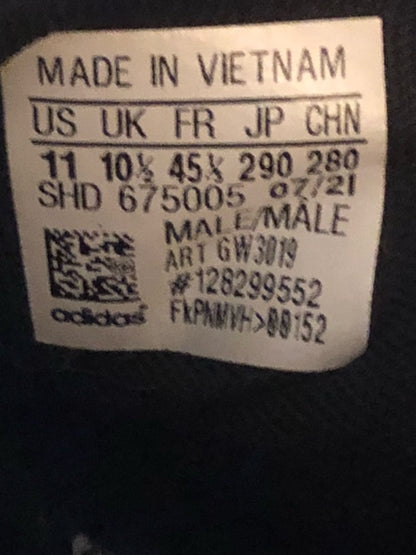 MADE IN VIETNAM
US UK FR JP CHN
11 10½ 45⅓ 290 280
SHD 675005 07/21
MALE/MÂLE
ART GW3019
#128299552
adidas FkPNMVH>00152